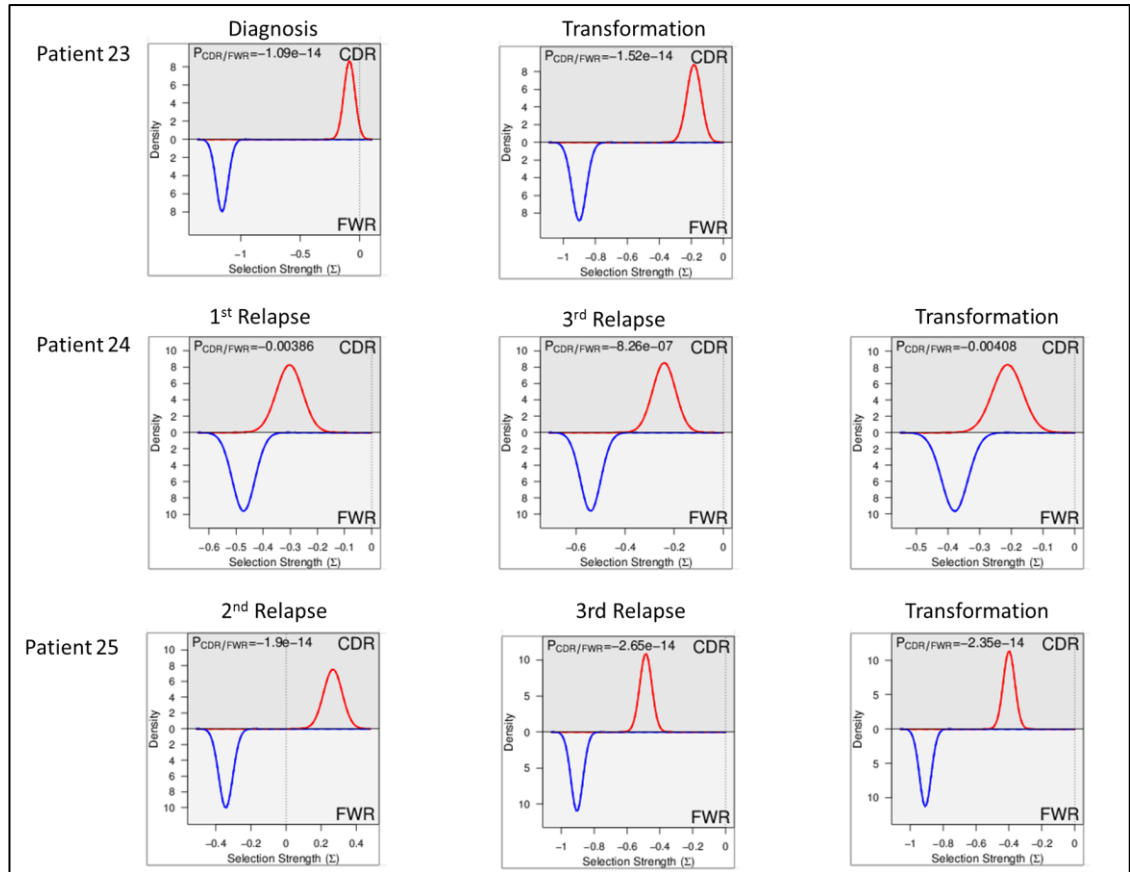 Diagnosis
Transformation
Patient 23
P_CDR/FWR=−1.09e−14 CDR
8
6
4
2
0
2
4
6
8
Density
FWR
−1 0
Selection Strength (Σ)
P_CDR/FWR=−1.52e−14 CDR
8
6
4
2
0
2
4
6
8
Density
FWR
−1 −0.8 −0.6 −0.4 −0.2 0
Selection Strength (Σ)
1st Relapse
3rd Relapse
Transformation
Patient 24
P_CDR/FWR=−0.00386 CDR
10
8
6
4
2
0
2
4
6
8
10
Density
FWR
−0.6 −0.5 −0.4 −0.3 −0.2 −0.1 0
Selection Strength (Σ)
P_CDR/FWR=−8.26e−07 CDR
10
8
6
4
2
0
2
4
6
8
10
Density
FWR
−0.6 −0.4 −0.2
Selection Strength (Σ)
P_CDR/FWR=−0.00408 CDR
10
8
6
4
2
0
2
4
6
8
10
Density
FWR
−0.5 −0.4 −0.3 −0.2 −0.1 0
Selection Strength (Σ)
2nd Relapse
3rd Relapse
Transformation
Patient 25
P_CDR/FWR=−1.9e−14 CDR
10
8
6
4
2
0
2
4
6
8
10
Density
FWR
−0.4 −0.2 0 0.2 0.4
Selection Strength (Σ)
P_CDR/FWR=−2.65e−14 CDR
10
5
0
5
10
Density
FWR
−1 −0.8 −0.6 −0.4 −0.2 0
Selection Strength (Σ)
P_CDR/FWR=−2.35e−14 CDR
10
5
0
5
10
Density
FWR
−1 −0.8 −0.6 −0.4 −0.2 0
Selection Strength (Σ)